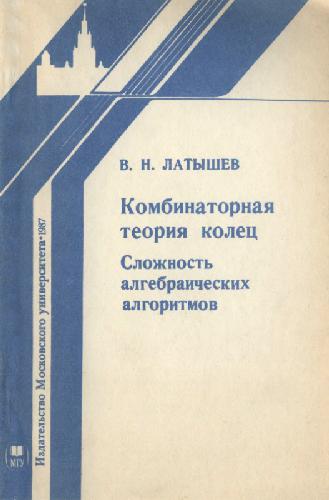 В. Н. ЛАТЫШЕВ
Комбинаторная
теория колец
Сложность
алгебраических
алгоритмов
Издательство Московского университета·1987
МГУ